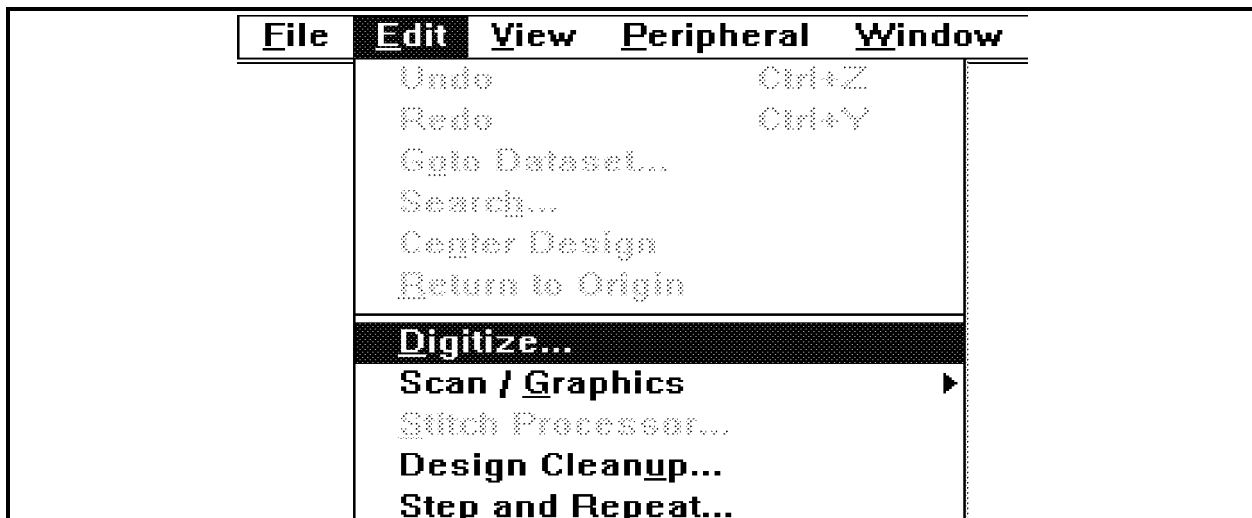 File Edit View Peripheral Window
Undo Ctrl+Z
Redo Ctrl+Y
Goto Dataset...
Search...
Center Design
Return to Origin
Digitize...
Scan / Graphics
Stitch Processor...
Design Cleanup...
Step and Repeat...